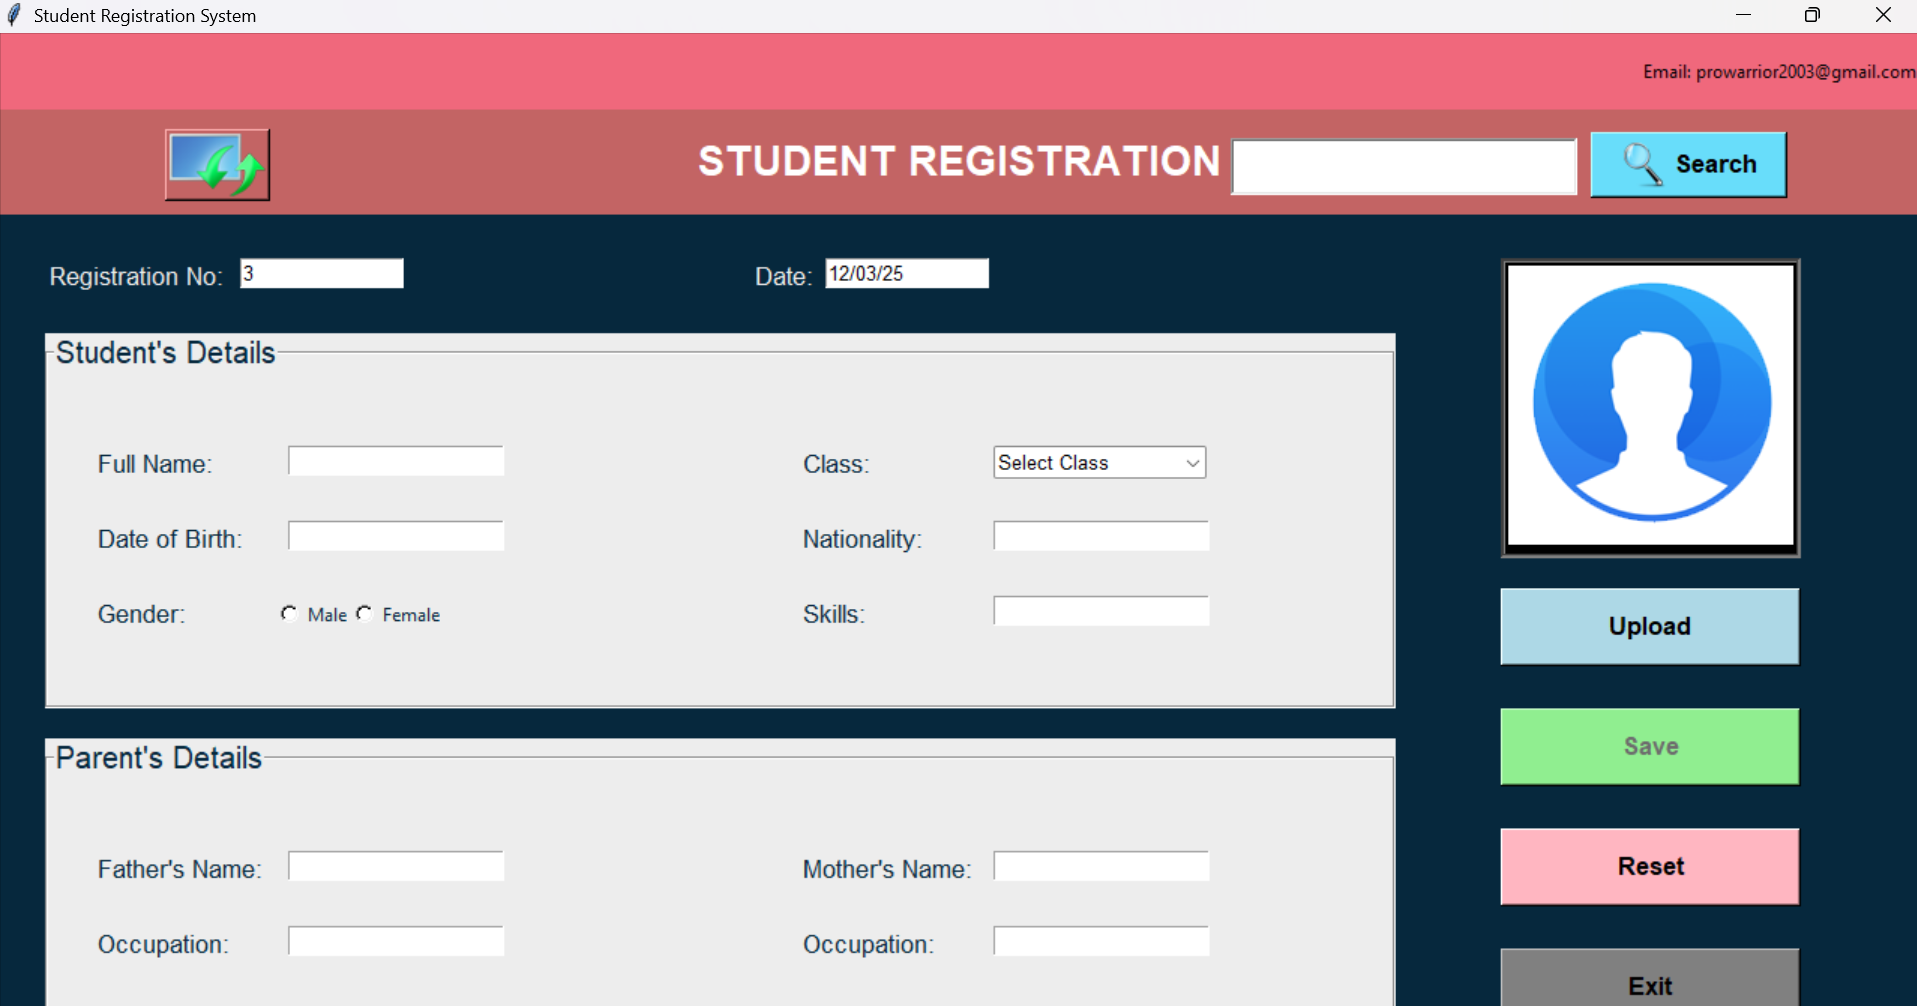 Student Registration System
Email: prowarrior2003@gmail.com
STUDENT REGISTRATION
Search
Registration No: 3
Date: 12/03/25
Student's Details
Full Name:
Class: Select Class
Date of Birth:
Nationality:
Gender: Male Female
Skills:
Upload
Save
Parent's Details
Father's Name:
Mother's Name:
Reset
Occupation:
Occupation:
Exit